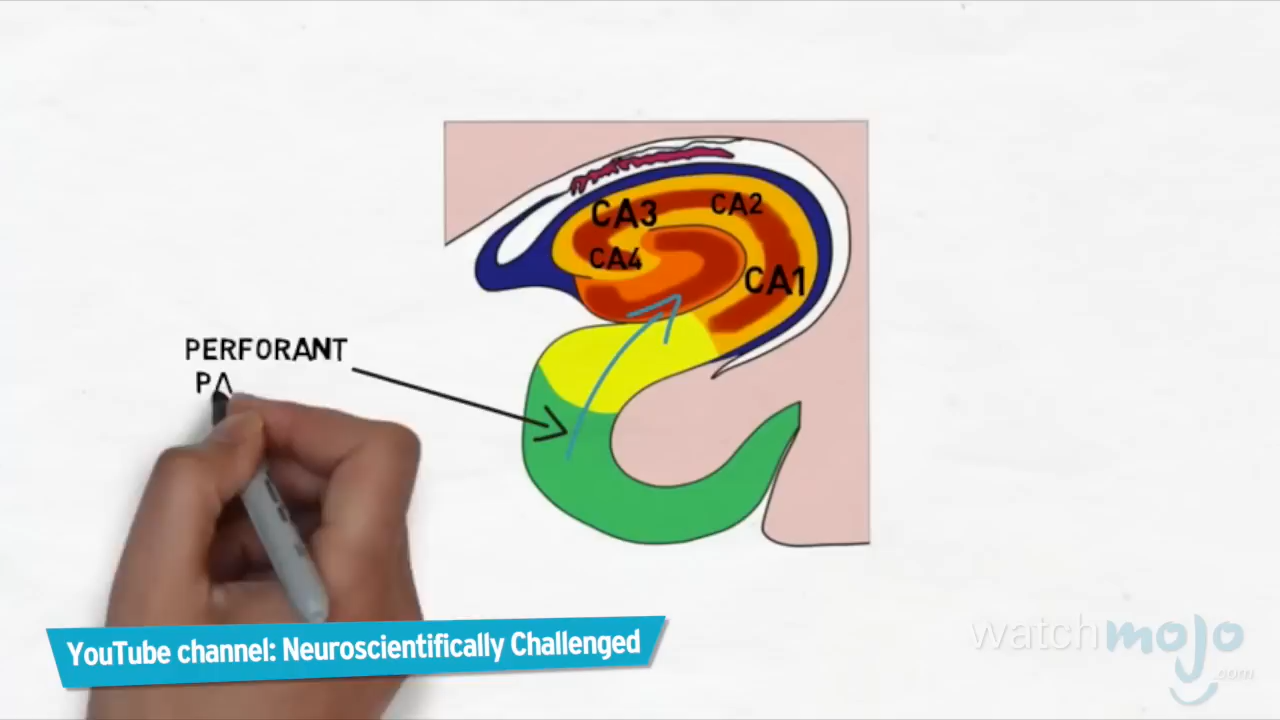 CA3
CA2
CA4
CA1
PERFORANT
PA
YouTube channel: Neuroscientifically Challenged
watchmojo
.com